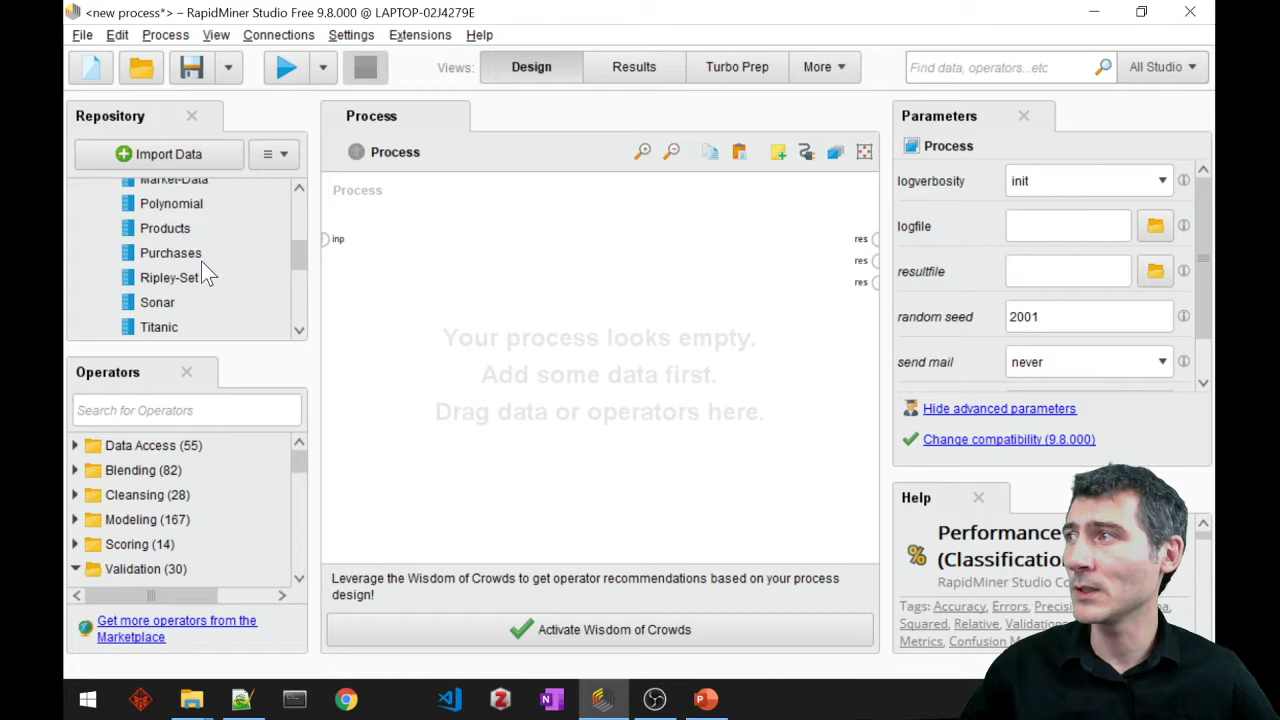 <new process*> – RapidMiner Studio Free 9.8.000 @ LAPTOP-02J4279E
File Edit Process View Connections Settings Extensions Help
Views: Design Results Turbo Prep More
Find data, operators...etc
All Studio
Repository
Process
Parameters
Import Data
Process
Process
Process
logverbosity init
Market-Data
Polynomial
Products
Purchases
Ripley-Set
Sonar
Titanic
inp
res
res
res
logfile
resultfile
random seed 2001
send mail never
Your process looks empty.
Add some data first.
Drag data or operators here.
Hide advanced parameters
Change compatibility (9.8.000)
Operators
Search for Operators
Data Access (55)
Blending (82)
Cleansing (28)
Modeling (167)
Scoring (14)
Validation (30)
Get more operators from the
Marketplace
Leverage the Wisdom of Crowds to get operator recommendations based on your process
design!
Activate Wisdom of Crowds
Help
%
Performance
(Classification
RapidMiner Studio
Tags: Accuracy, Errors,
Squared, Relative,
Metrics, Confusion